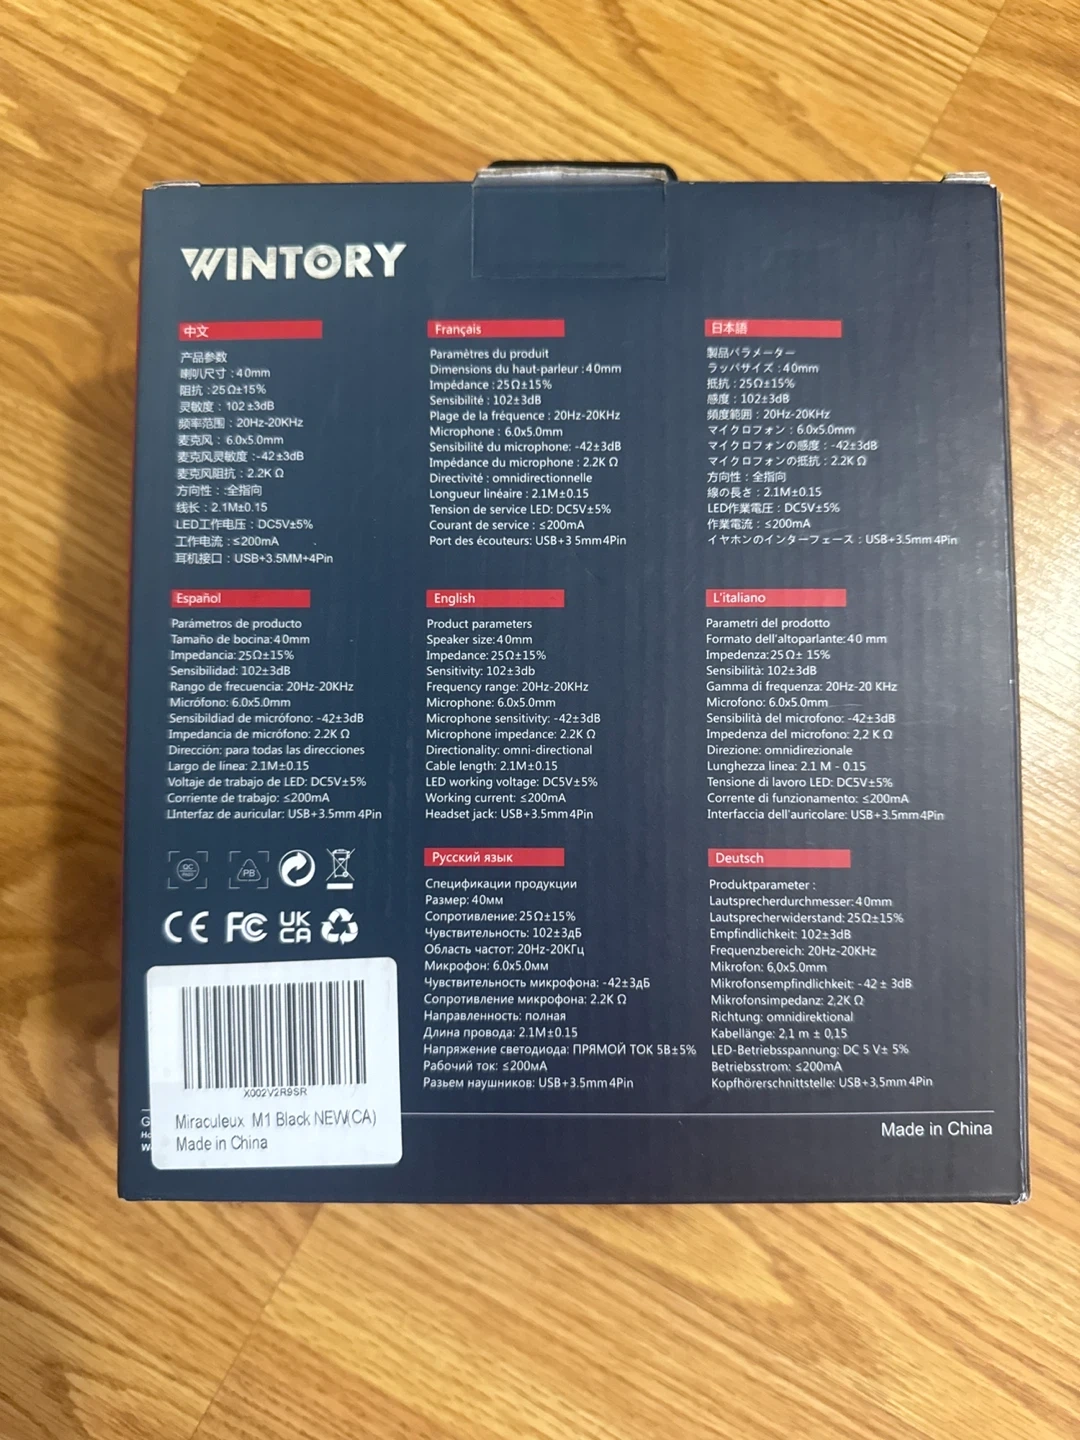 WINTORY
中文
产品参数
喇叭尺寸：40mm
阻抗：25Ω±15%
灵敏度：102±3dB
频率范围：20Hz-20KHz
麦克风：6.0x5.0mm
麦克风灵敏度：-42±3dB
麦克风阻抗：2.2K Ω
方向性：:全指向
线长：2.1M±0.15
LED工作电压：DC5V±5%
工作电流：≤200mA
耳机接口：USB+3.5MM+4Pin
Français
Paramètres du produit
Dimensions du haut-parleur :40mm
Impédance :25Ω±15%
Sensibilité : 102±3dB
Plage de la fréquence : 20Hz-20KHz
Microphone : 6.0x5.0mm
Sensibilité du microphone: -42±3dB
Impédance du microphone : 2.2K Ω
Directivité : omnidirectionnelle
Longueur linéaire : 2.1M±0.15
Tension de service LED: DC5V±5%
Courant de service : ≤200mA
Port des écouteurs: USB+3 5mm4Pin
日本語
製品パラメーター
ラッパサイズ：40mm
抵抗：25Ω±15%
感度：102±3dB
頻度範囲：20Hz-20KHz
マイクロフォン：6.0x5.0mm
マイクロフォンの感度：-42±3dB
マイクロフォンの抵抗：2.2K Ω
方向性：全指向
線の長さ：2.1M±0.15
LED作業電圧：DC5V±5%
作業電流：≤200mA
イヤホンのインターフェース：USB+3.5mm4Pin
Español
Parámetros de producto
Tamaño de bocina:40mm
Impedancia: 25Ω±15%
Sensibilidad: 102±3dB
Rango de frecuencia: 20Hz-20KHz
Micrófono: 6.0x5.0mm
Sensibildiad de micrófono: -42±3dB
Impedancia de micrófono: 2.2K Ω
Dirección: para todas las direcciones
Largo de línea: 2.1M±0.15
Voltaje de trabajo de LED: DC5V±5%
Corriente de trabajo: ≤200mA
LInterfaz de auricular: USB+3.5mm4Pin
English
Product parameters
Speaker size:40mm
Impedance: 25Ω±15%
Sensitivity: 102±3db
Frequency range: 20Hz-20KHz
Microphone: 6.0x5.0mm
Microphone sensitivity: -42±3dB
Microphone impedance: 2.2K Ω
Directionality: omni-directional
Cable length: 2.1M±0.15
LED working voltage: DC5V±5%
Working current: ≤200mA
Headset jack: USB+3.5mm4Pin
L'italiano
Parametri del prodotto
Formato dell'altoparlante:40 mm
Impedenza:25Ω± 15%
Sensibilità: 102±3dB
Gamma di frequenza: 20Hz-20 KHz
Microfono: 6.0x5.0mm
Sensibilità del microfono: -42±3dB
Impedenza del microfono: 2,2 K Ω
Direzione: omnidirezionale
Lunghezza linea: 2.1 M - 0.15
Tensione di lavoro LED: DC5V±5%
Corrente di funzionamento: ≤200mA
Interfaccia dell'auricolare: USB+3.5mm4Pin
Русский язык
Спецификации продукции
Размер: 40мм
Сопротивление: 25Ω±15%
Чувствительность: 102±3дБ
Область частот: 20Hz-20КГц
Микрофон: 6.0x5.0мм
Чувствительность микрофона: -42±3дБ
Сопротивление микрофона: 2.2K Ω
Направленность: полная
Длина провода: 2.1M±0.15
Напряжение светодиода: ПРЯМОЙ ТОК 5В±5%
Рабочий ток: ≤200мА
Разьем наушников: USB+3.5mm4Pin
Deutsch
Produktparameter :
Lautsprecherdurchmesser:40mm
Lautsprecherwiderstand:25Ω±15%
Empfindlichkeit: 102±3dB
Frequenzbereich: 20Hz-20KHz
Mikrofon: 6,0x5.0mm
Mikrofonsempfindlichkeit: -42 ± 3dB
Mikrofonsimpedanz: 2,2K Ω
Richtung: omnidirektional
Kabellänge: 2,1 m ± 0,15
LED-Betriebsspannung: DC 5 V± 5%
Betriebsstrom: ≤200mA
Kopfhörerschnittstelle: USB+3,5mm4Pin
QC
PB
CE FC UK CA
X002V2R9SR
Miraculeux M1 Black NEW(CA)
Made in China
Made in China